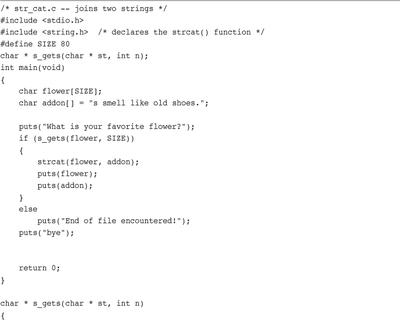 /* str_cat.c -- joins two strings */
#include <stdio.h>
#include <string.h>  /* declares the strcat() function */
#define SIZE 80
char * s_gets(char * st, int n);
int main(void)
{
    char flower[SIZE];
    char addon[] = "s smell like old shoes.";

    puts("What is your favorite flower?");
    if (s_gets(flower, SIZE))
    {
        strcat(flower, addon);
        puts(flower);
        puts(addon);
    }
    else
        puts("End of file encountered!");
    puts("bye");


    return 0;
}

char * s_gets(char * st, int n)
{